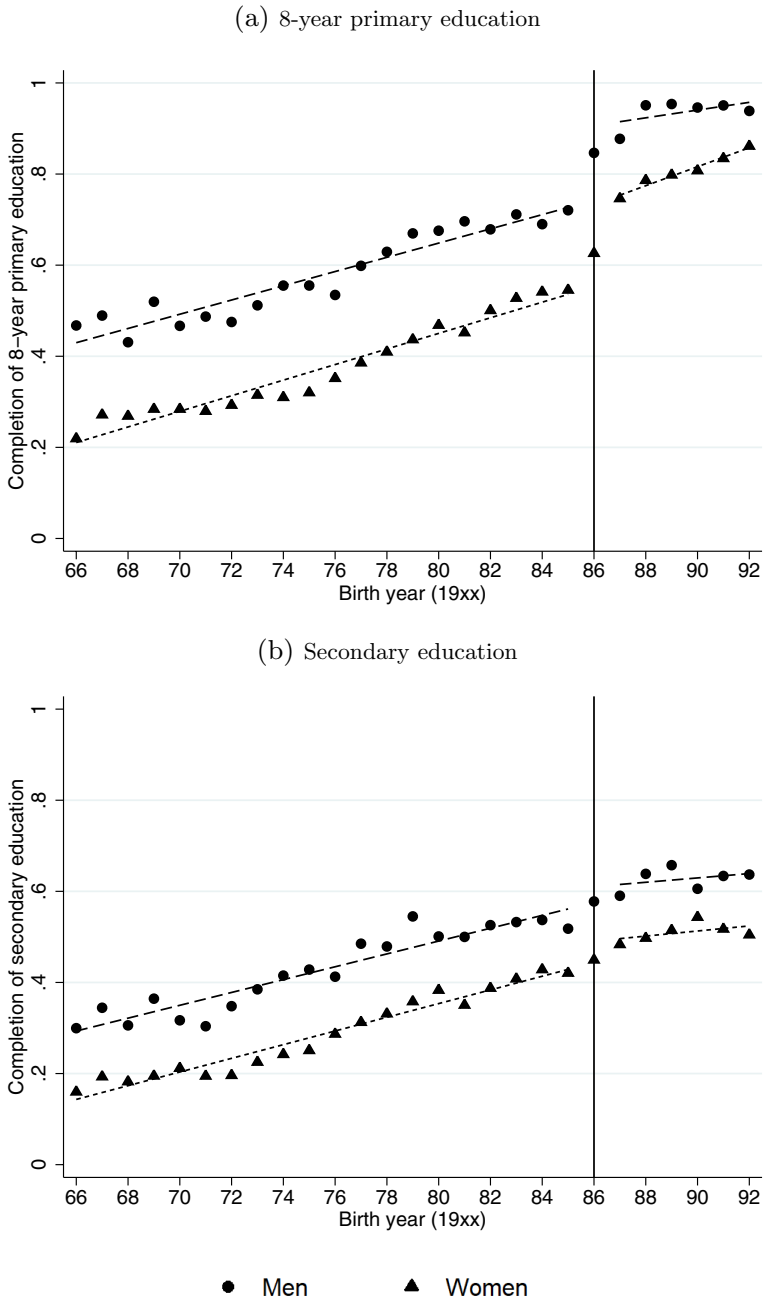 (a) 8-year primary education
Completion of 8−year primary education
1
.8
.6
.4
.2
0
66 68 70 72 74 76 78 80 82 84 86 88 90 92
Birth year (19xx)
(b) Secondary education
Completion of secondary education
1
.8
.6
.4
.2
0
66 68 70 72 74 76 78 80 82 84 86 88 90 92
Birth year (19xx)
Men Women